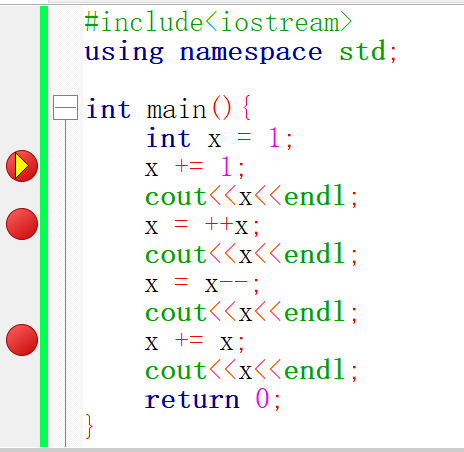 #include<iostream>
using namespace std;
int main(){
int x = 1;
x += 1;
cout<<x<<endl;
x = ++x;
cout<<x<<endl;
x = x--;
cout<<x<<endl;
x += x;
cout<<x<<endl;
return 0;
}